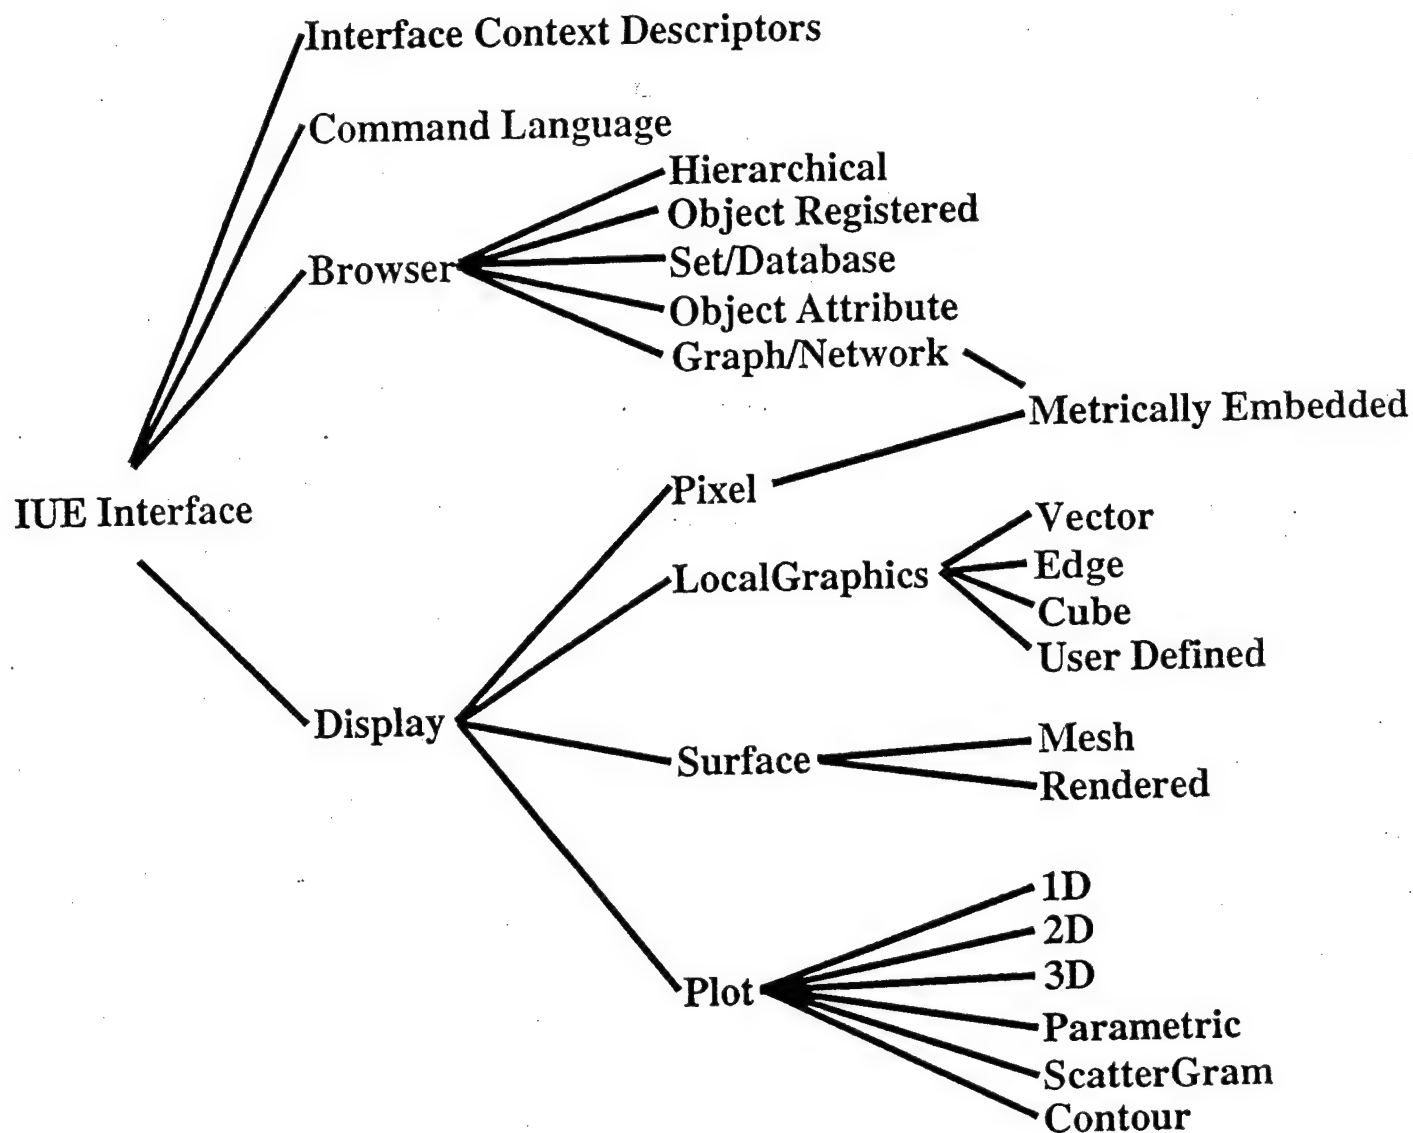 Interface Context Descriptors
Command Language
Hierarchical
Object Registered
Browser
Set/Database
Object Attribute
Graph/Network
Metrically Embedded
IUE Interface
Pixel
Vector
LocalGraphics
Edge
Cube
User Defined
Display
Surface
Mesh
Rendered
1D
2D
3D
Plot
Parametric
ScatterGram
Contour